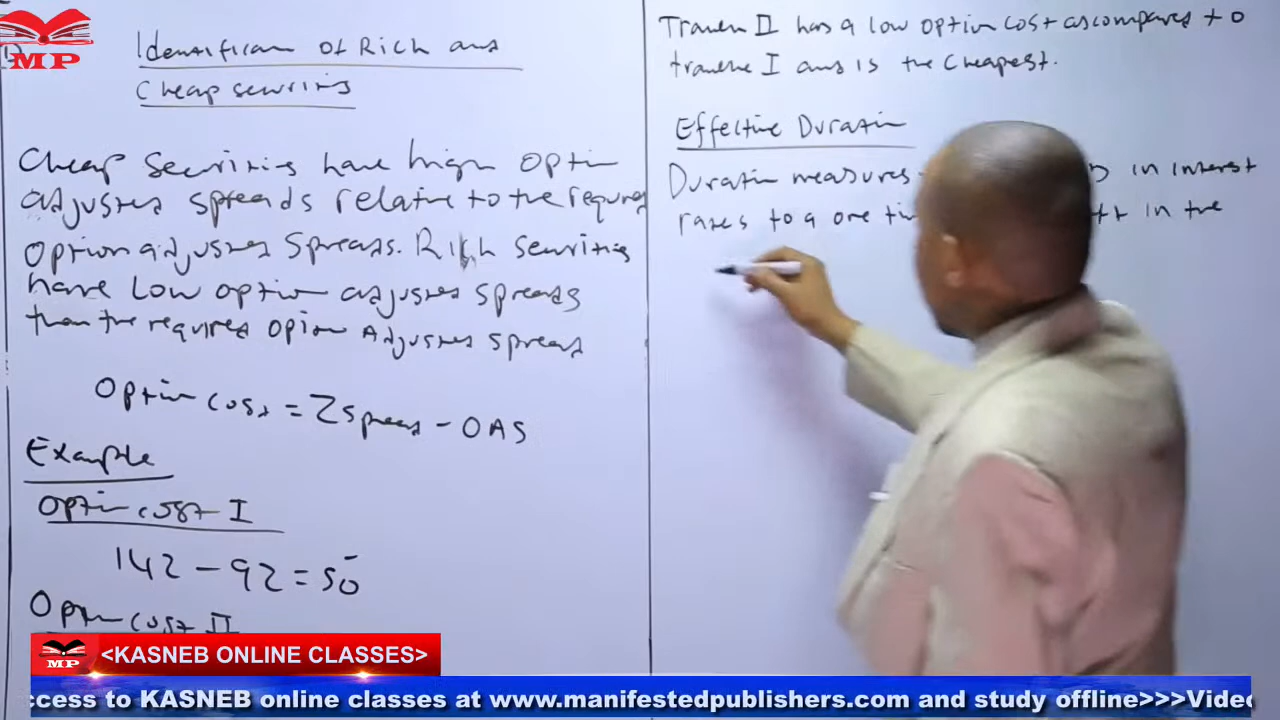 MP
Identification of Rich and
Cheap securities
Cheap Securities have high option
adjusted spreads relative to the required
option adjusted Spreads. Rich Securities
have Low option adjusted spreads
than the required option Adjusted spread
Option cost = Z spread - OAS
Example
Option cost I
142 - 92 = 50
Option cost II
Tranche II has a low option cost as compared to
tranche I and is the cheapest.
Effective Duration
Duration measures in interest
rates to a one in the
MP
<KASNEB ONLINE CLASSES>
ccess to KASNEB online classes at www.manifestedpublishers.com and study offline>>>Video